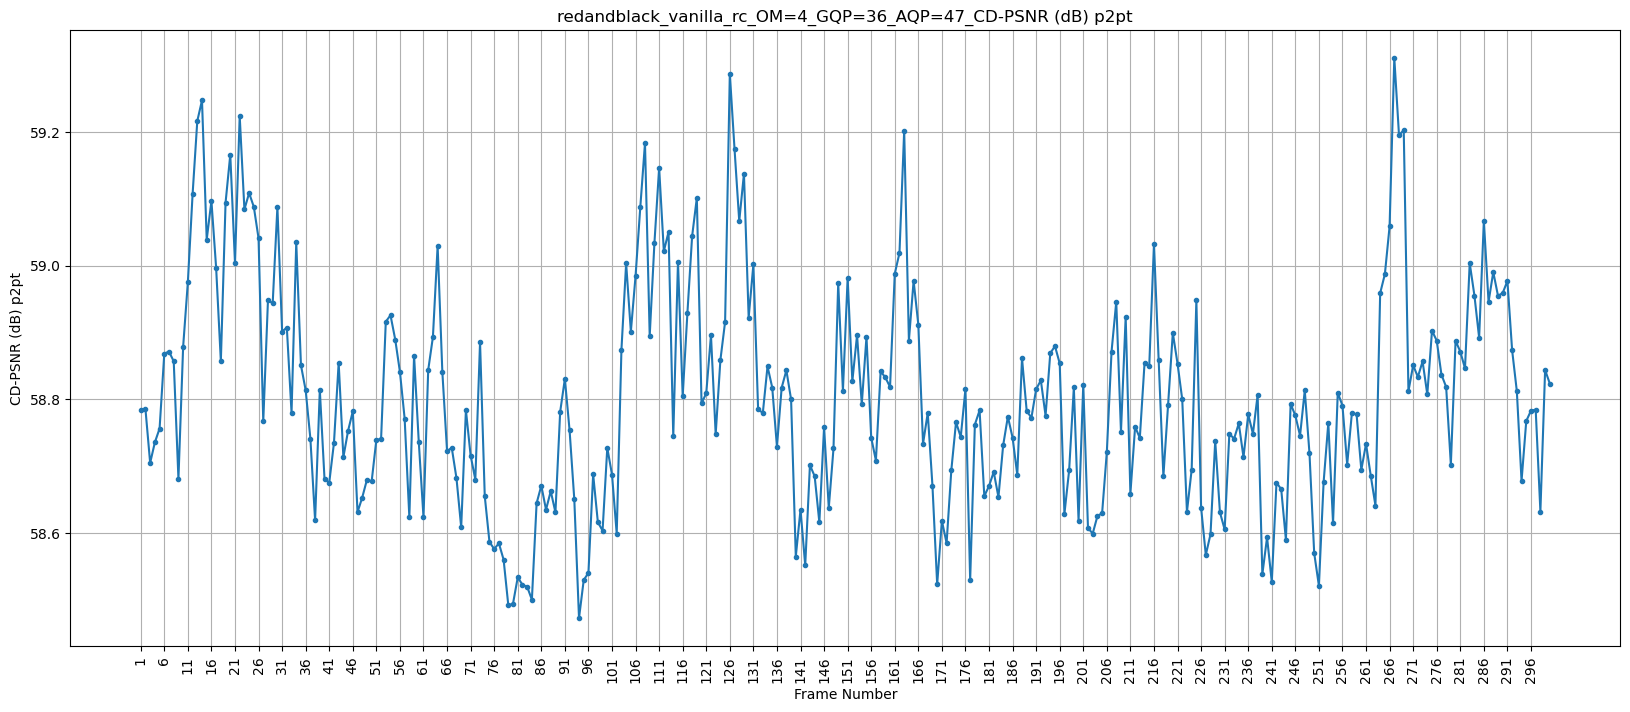 redandblack_vanilla_rc_OM=4_GQP=36_AQP=47_CD-PSNR (dB) p2pt
CD-PSNR (dB) p2pt
59.2
59.0
58.8
58.6
1 6 11 16 21 26 31 36 41 46 51 56 61 66 71 76 81 86 91 96 101 106 111 116 121 126 131 136 141 146 151 156 161 166 171 176 181 186 191 196 201 206 211 216 221 226 231 236 241 246 251 256 261 266 271 276 281 286 291 296
Frame Number